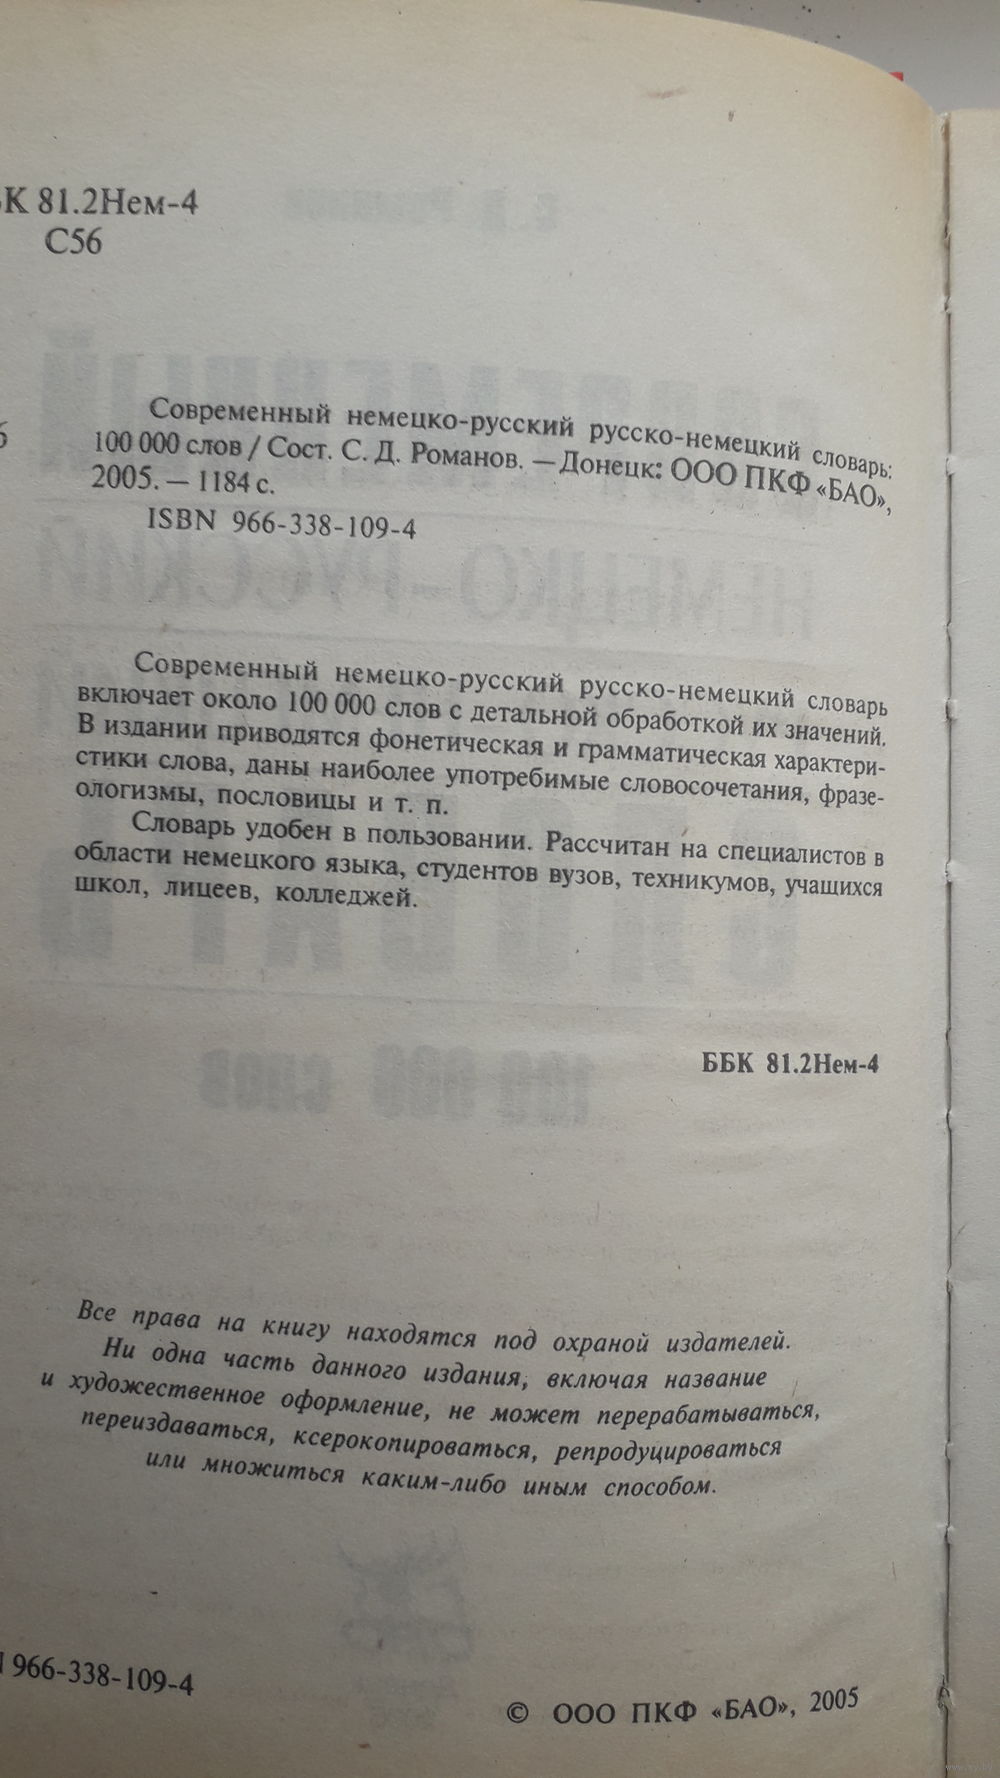 БК 81.2Нем-4
С56
Современный немецко-русский русско-немецкий словарь:
6 100 000 слов / Сост. С. Д. Романов. — Донецк: ООО ПКФ «БАО»,
2005. — 1184 с.
ISBN 966-338-109-4
Современный немецко-русский русско-немецкий словарь
включает около 100 000 слов с детальной обработкой их значений.
В издании приводятся фонетическая и грамматическая характери-
стики слова, даны наиболее употребимые словосочетания, фразе-
ологизмы, пословицы и т. п.
Словарь удобен в пользовании. Рассчитан на специалистов в
области немецкого языка, студентов вузов, техникумов, учащихся
школ, лицеев, колледжей.
ББК 81.2Нем-4
Все права на книгу находятся под охраной издателей.
Ни одна часть данного издания, включая название
и художественное оформление, не может перерабатываться,
переиздаваться, ксерокопироваться, репродуцироваться
или множиться каким-либо иным способом.
966-338-109-4
© ООО ПКФ «БАО», 2005